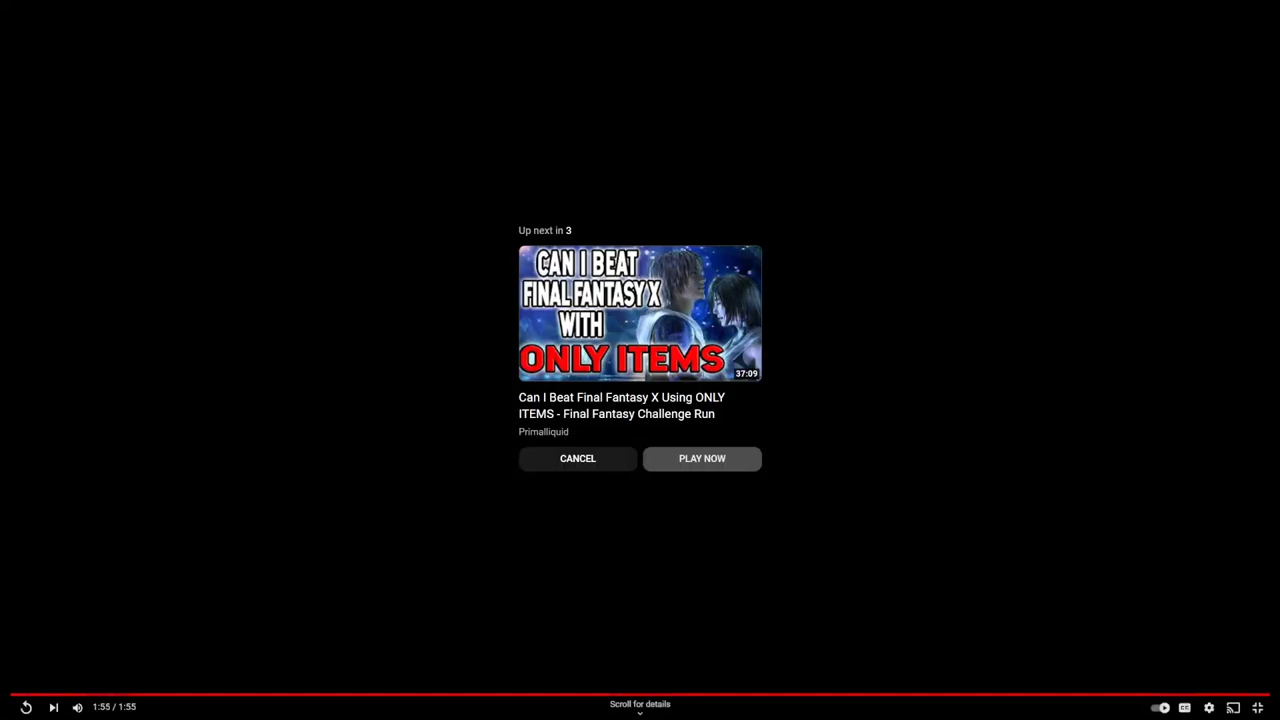 Up next in 3
CAN I BEAT
FINAL FANTASY X
WITH
ONLY ITEMS
37:09
Can I Beat Final Fantasy X Using ONLY
ITEMS - Final Fantasy Challenge Run
Primalliquid
CANCEL
PLAY NOW
1:55 / 1:55
Scroll for details
CC